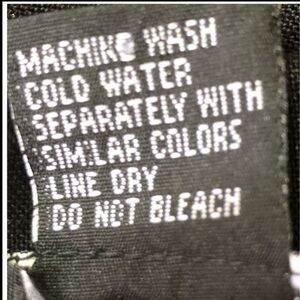 MACHINE WASH
COLD WATER
SEPARATELY WITH
SIMILAR COLORS
LINE DRY
DO NOT BLEACH